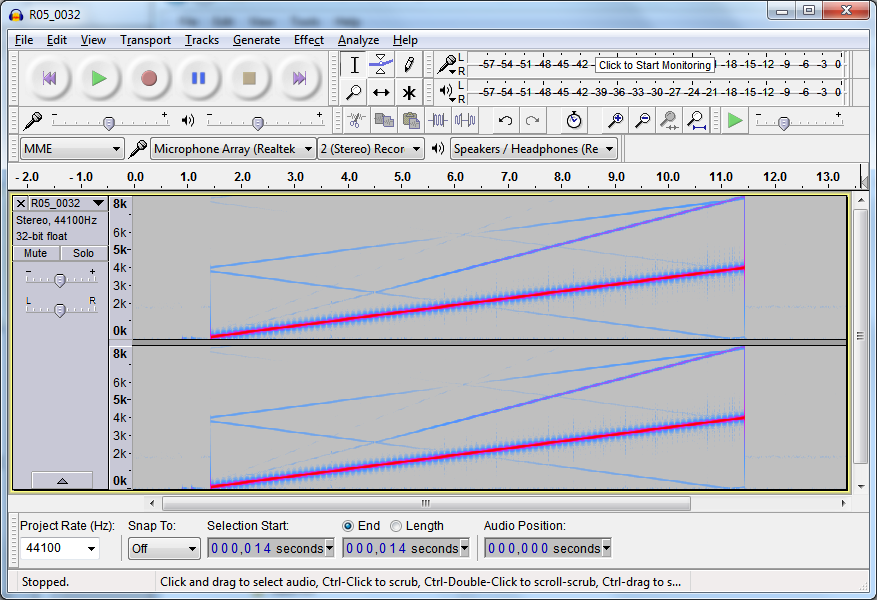 R05_0032
File Edit View Tools Help
File Edit View Transport Tracks Generate Effect Analyze Help
L
R
-57 -54 -51 -48 -45 -42 Click to Start Monitoring -18 -15 -12 -9 -6 -3 0
L
R
-57 -54 -51 -48 -45 -42 -39 -36 -33 -30 -27 -24 -21 -18 -15 -12 -9 -6 -3 0
- + - +
- +
MME Microphone Array (Realtek 2 (Stereo) Recor Speakers / Headphones (Re
-2.0 -1.0 0.0 1.0 2.0 3.0 4.0 5.0 6.0 7.0 8.0 9.0 10.0 11.0 12.0 13.0
X R05_0032
Stereo, 44100Hz
32-bit float
Mute Solo
- +
L R
8k
6k
5k
4k
3k
2k
0k
8k
6k
5k
4k
3k
2k
0k
Project Rate (Hz): Snap To: Selection Start: End Length Audio Position:
44100 Off 000,014 seconds 000,014 seconds 000,000 seconds
Stopped. Click and drag to select audio, Ctrl-Click to scrub, Ctrl-Double-Click to scroll-scrub, Ctrl-drag to s...